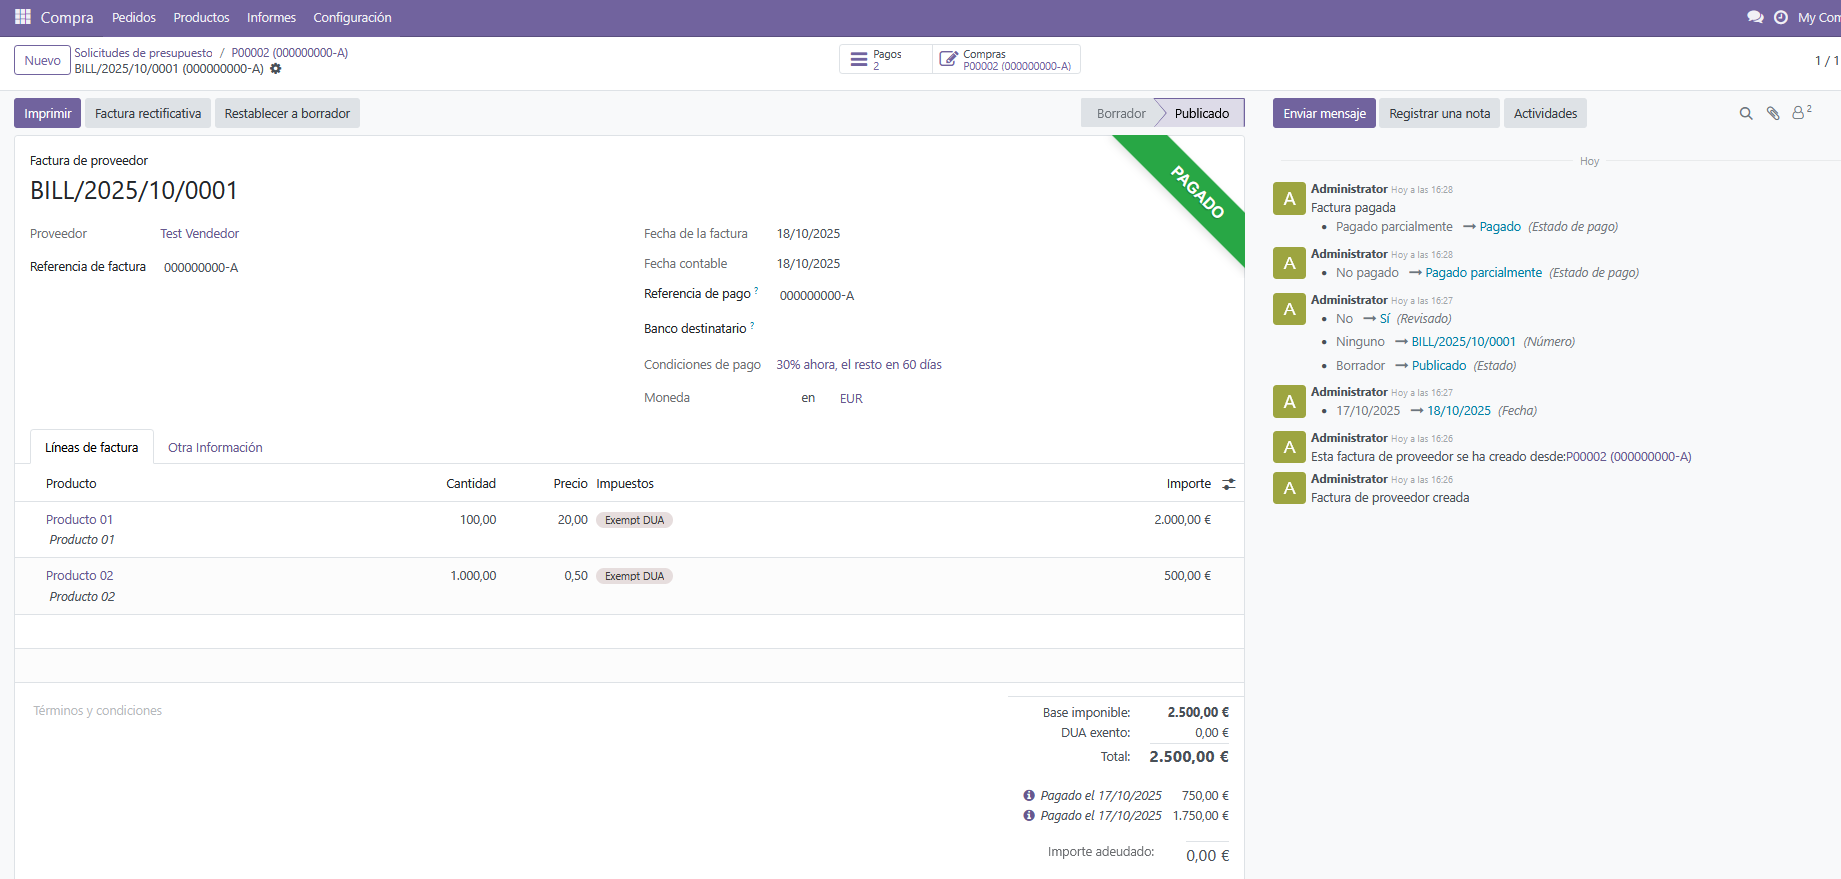 Compra Pedidos Productos Informes Configuración My Com
Nuevo
Solicitudes de presupuesto / P00002 (000000000-A)
BILL/2025/10/0001 (000000000-A)
Pagos
2
Compras
P00002 (000000000-A)
1 / 1
Imprimir Factura rectificativa Restablecer a borrador
Borrador Publicado
Factura de proveedor
BILL/2025/10/0001
PAGADO
Proveedor Test Vendedor
Referencia de factura 000000000-A
Fecha de la factura 18/10/2025
Fecha contable 18/10/2025
Referencia de pago ? 000000000-A
Banco destinatario ?
Condiciones de pago 30% ahora, el resto en 60 días
Moneda en EUR
Líneas de factura Otra Información
Producto Cantidad Precio Impuestos Importe
Producto 01 100,00 20,00 Exempt DUA 2.000,00 €
Producto 01
Producto 02 1.000,00 0,50 Exempt DUA 500,00 €
Producto 02
Términos y condiciones
Base imponible: 2.500,00 €
DUA exento: 0,00 €
Total: 2.500,00 €
Pagado el 17/10/2025 750,00 €
Pagado el 17/10/2025 1.750,00 €
Importe adeudado: 0,00 €
Enviar mensaje Registrar una nota Actividades 2
Hoy
A Administrator Hoy a las 16:28
Factura pagada
• Pagado parcialmente → Pagado (Estado de pago)
A Administrator Hoy a las 16:28
• No pagado → Pagado parcialmente (Estado de pago)
A Administrator Hoy a las 16:27
• No → Sí (Revisado)
• Ninguno → BILL/2025/10/0001 (Número)
• Borrador → Publicado (Estado)
A Administrator Hoy a las 16:27
• 17/10/2025 → 18/10/2025 (Fecha)
A Administrator Hoy a las 16:26
Esta factura de proveedor se ha creado desde:P00002 (000000000-A)
A Administrator Hoy a las 16:26
Factura de proveedor creada